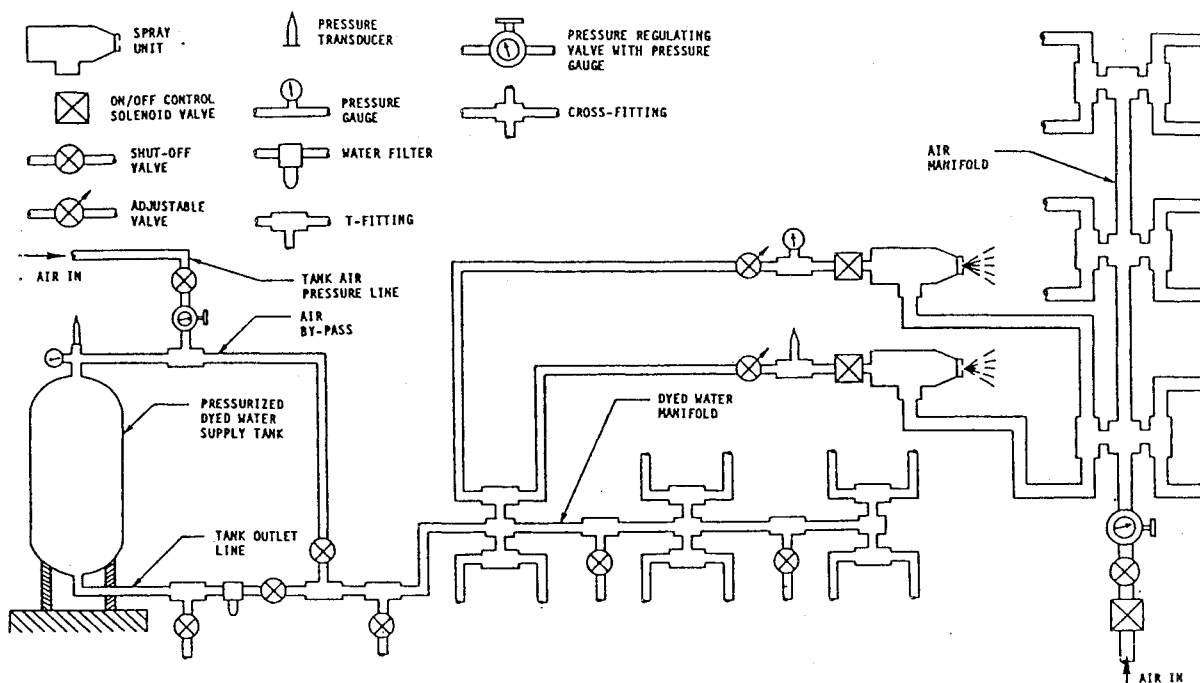 SPRAY
UNIT
PRESSURE
TRANSDUCER
PRESSURE REGULATING
VALVE WITH PRESSURE
GAUGE
ON/OFF CONTROL
SOLENOID VALVE
PRESSURE
GAUGE
CROSS-FITTING
SHUT-OFF
VALVE
WATER FILTER
ADJUSTABLE
VALVE
T-FITTING
AIR
MANIFOLD
AIR IN
TANK AIR
PRESSURE LINE
AIR
BY-PASS
PRESSURIZED
DYED WATER
SUPPLY TANK
DYED WATER
MANIFOLD
TANK OUTLET
LINE
AIR IN